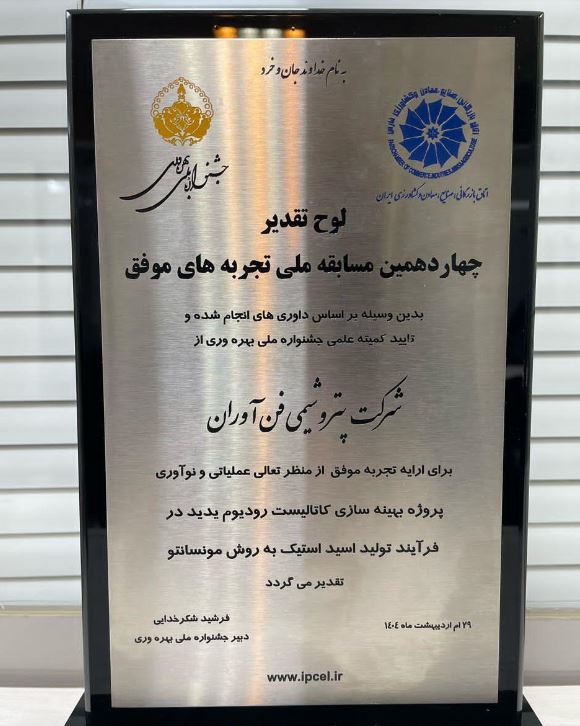 به نام خداوند جان و خرد
جشنواره ملی بهره وری
اتاق بازرگانی، صنایع، معادن و کشاورزی ایران
لوح تقدیر
چهاردهمین مسابقه ملی تجربه های موفق
بدین وسیله بر اساس داوری های انجام شده و
تایید کمیته علمی جشنواره ملی بهره وری از
شرکت پتروشیمی فن آوران
برای ارایه تجربه موفق از منظر تعالی عملیاتی و نوآوری
پروژه بهینه سازی کاتالیست رودیوم یدید در
فرآیند تولید اسید استیک به روش مونسانتو
تقدیر می گردد
۲۹ ام اردیبهشت ماه ۱۴۰۴
فرشید شکرخدایی
دبیر جشنواره ملی بهره وری
www.ipcel.ir